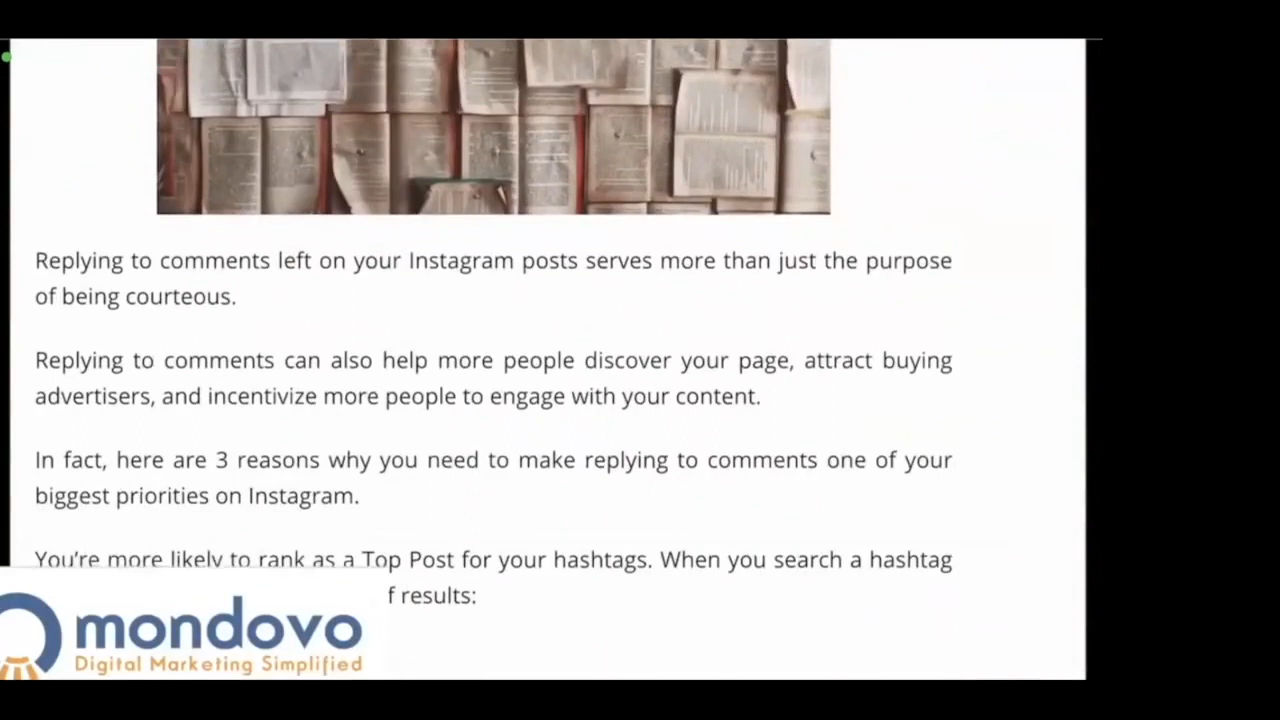 Replying to comments left on your Instagram posts serves more than just the purpose
of being courteous.
Replying to comments can also help more people discover your page, attract buying
advertisers, and incentivize more people to engage with your content.
In fact, here are 3 reasons why you need to make replying to comments one of your
biggest priorities on Instagram.
You’re more likely to rank as a Top Post for your hashtags. When you search a hashtag
f results:
mondovo
Digital Marketing Simplified